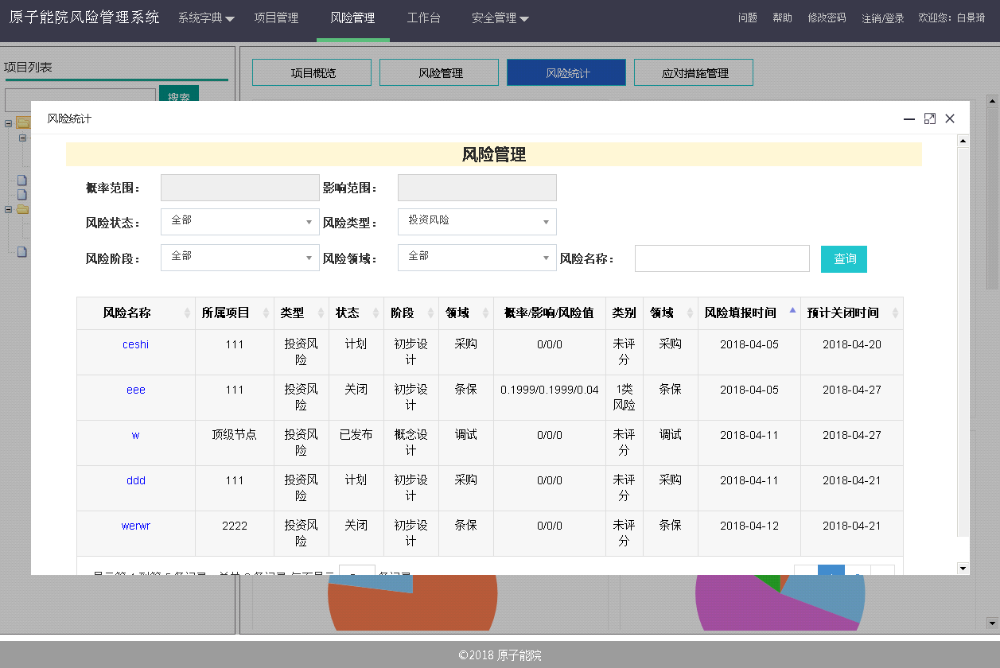 原子能院风险管理系统 系统字典 项目管理 风险管理 工作台 安全管理 问题 帮助 修改密码 注销/登录 欢迎您：白景琦
项目列表
项目概览 风险管理 风险统计 应对措施管理
搜索
风险统计
风险管理
概率范围： 影响范围：
风险状态： 全部 风险类型： 投资风险
风险阶段： 全部 风险领域： 全部 风险名称： 查询
风险名称 所属项目 类型 状态 阶段 领域 概率/影响/风险值 类别 领域 风险填报时间 预计关闭时间
ceshi 111 投资风险 计划 初步设计 采购 0/0/0 未评分 采购 2018-04-05 2018-04-20
eee 111 投资风险 关闭 初步设计 条保 0.1999/0.1999/0.04 1类风险 条保 2018-04-05 2018-04-27
w 顶级节点 投资风险 已发布 概念设计 调试 0/0/0 未评分 调试 2018-04-11 2018-04-27
ddd 111 投资风险 计划 初步设计 采购 0/0/0 未评分 采购 2018-04-11 2018-04-21
werwr 2222 投资风险 关闭 初步设计 条保 0/0/0 未评分 条保 2018-04-12 2018-04-21
©2018 原子能院